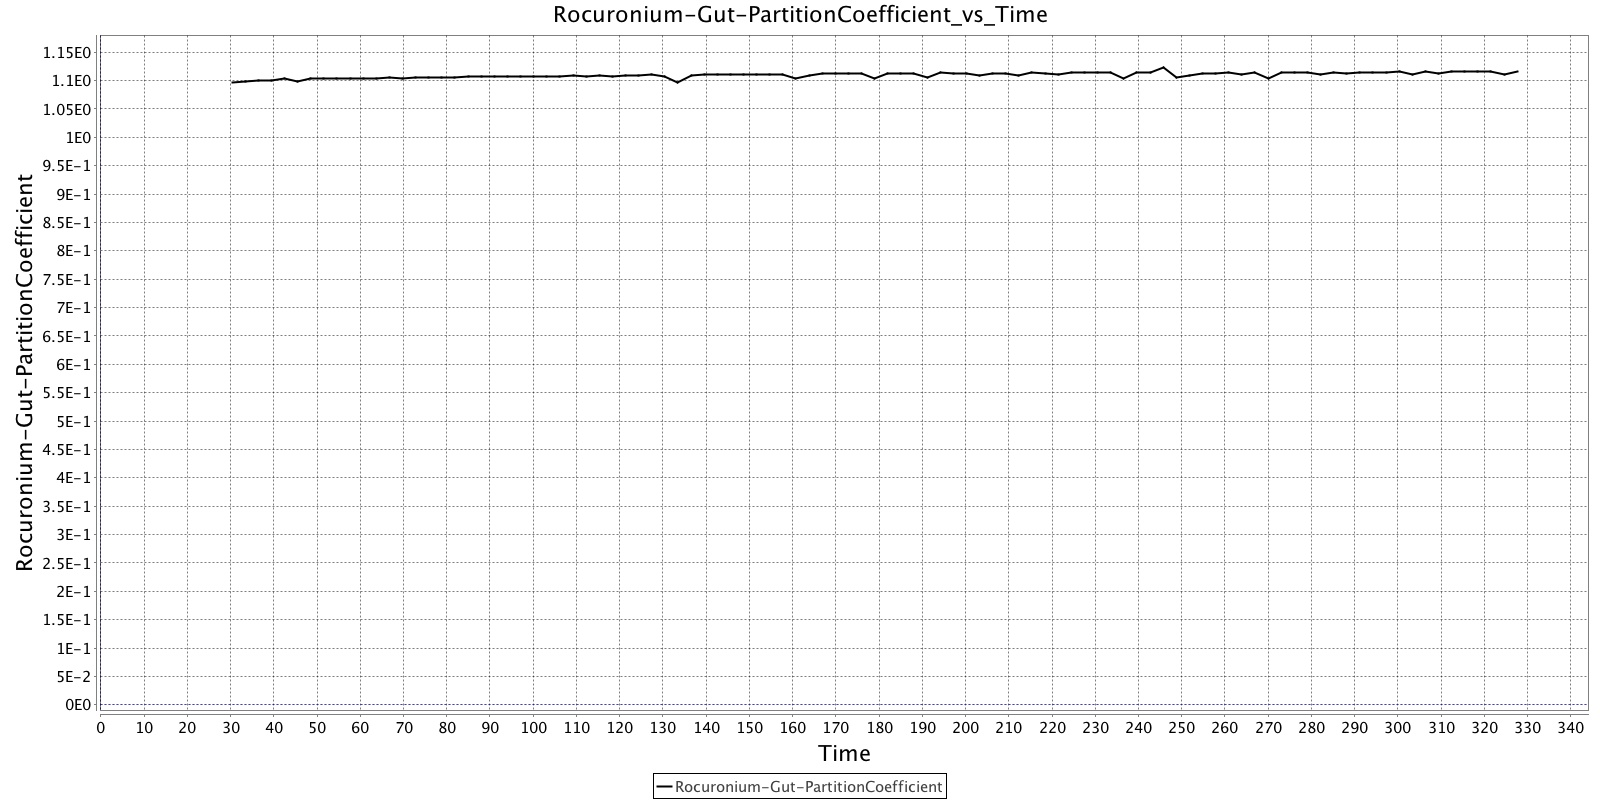 Rocuronium-Gut-PartitionCoefficient_vs_Time
Rocuronium-Gut-PartitionCoefficient
1.15E0
1.1E0
1.05E0
1E0
9.5E-1
9E-1
8.5E-1
8E-1
7.5E-1
7E-1
6.5E-1
6E-1
5.5E-1
5E-1
4.5E-1
4E-1
3.5E-1
3E-1
2.5E-1
2E-1
1.5E-1
1E-1
5E-2
0E0
0 10 20 30 40 50 60 70 80 90 100 110 120 130 140 150 160 170 180 190 200 210 220 230 240 250 260 270 280 290 300 310 320 330 340
Time
Rocuronium-Gut-PartitionCoefficient